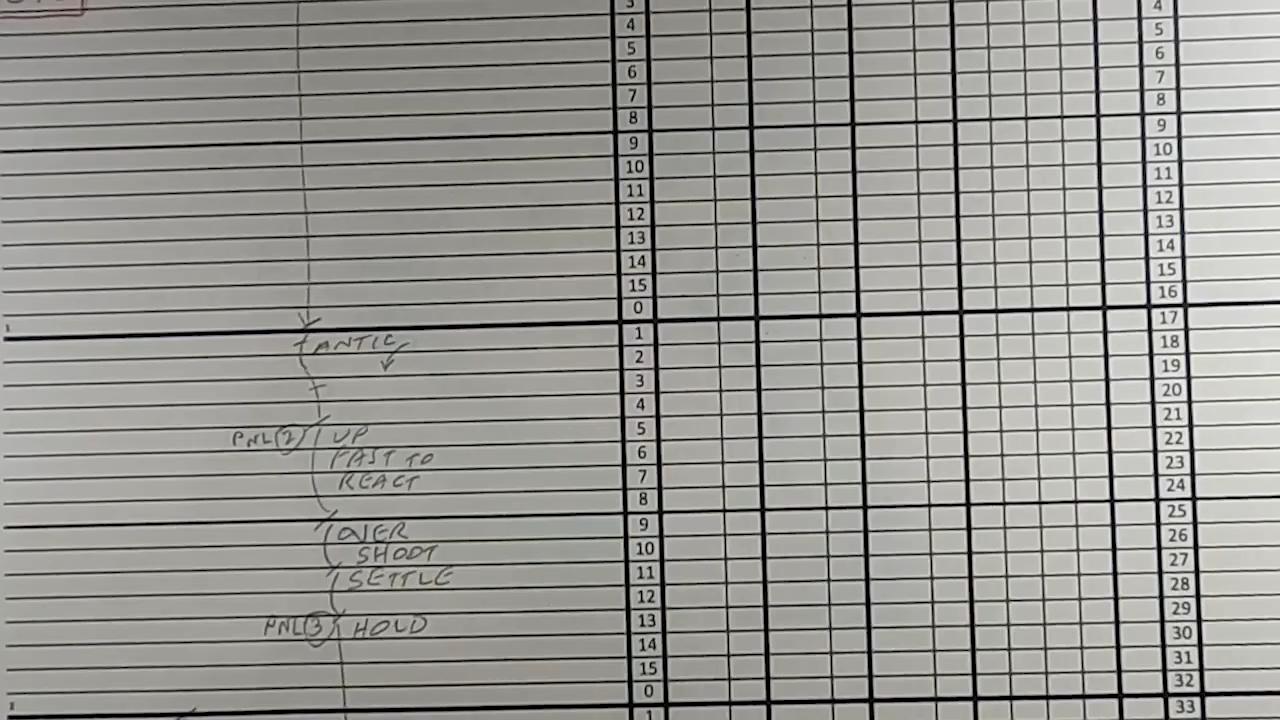 3 4
4 5
5 6
6 7
7 8
8 9
9 10
10 11
11 12
12 13
13 14
14 15
15 16
0 17
ANTIC 1 18
2 19
3 20
4 21
PNL(2) UP 5 22
FAST TO 6 23
REACT 7 24
8 25
OVER 9 26
SHOOT 10 27
SETTLE 11 28
12 29
PNL(3) HOLD 13 30
14 31
15 32
0 33
1